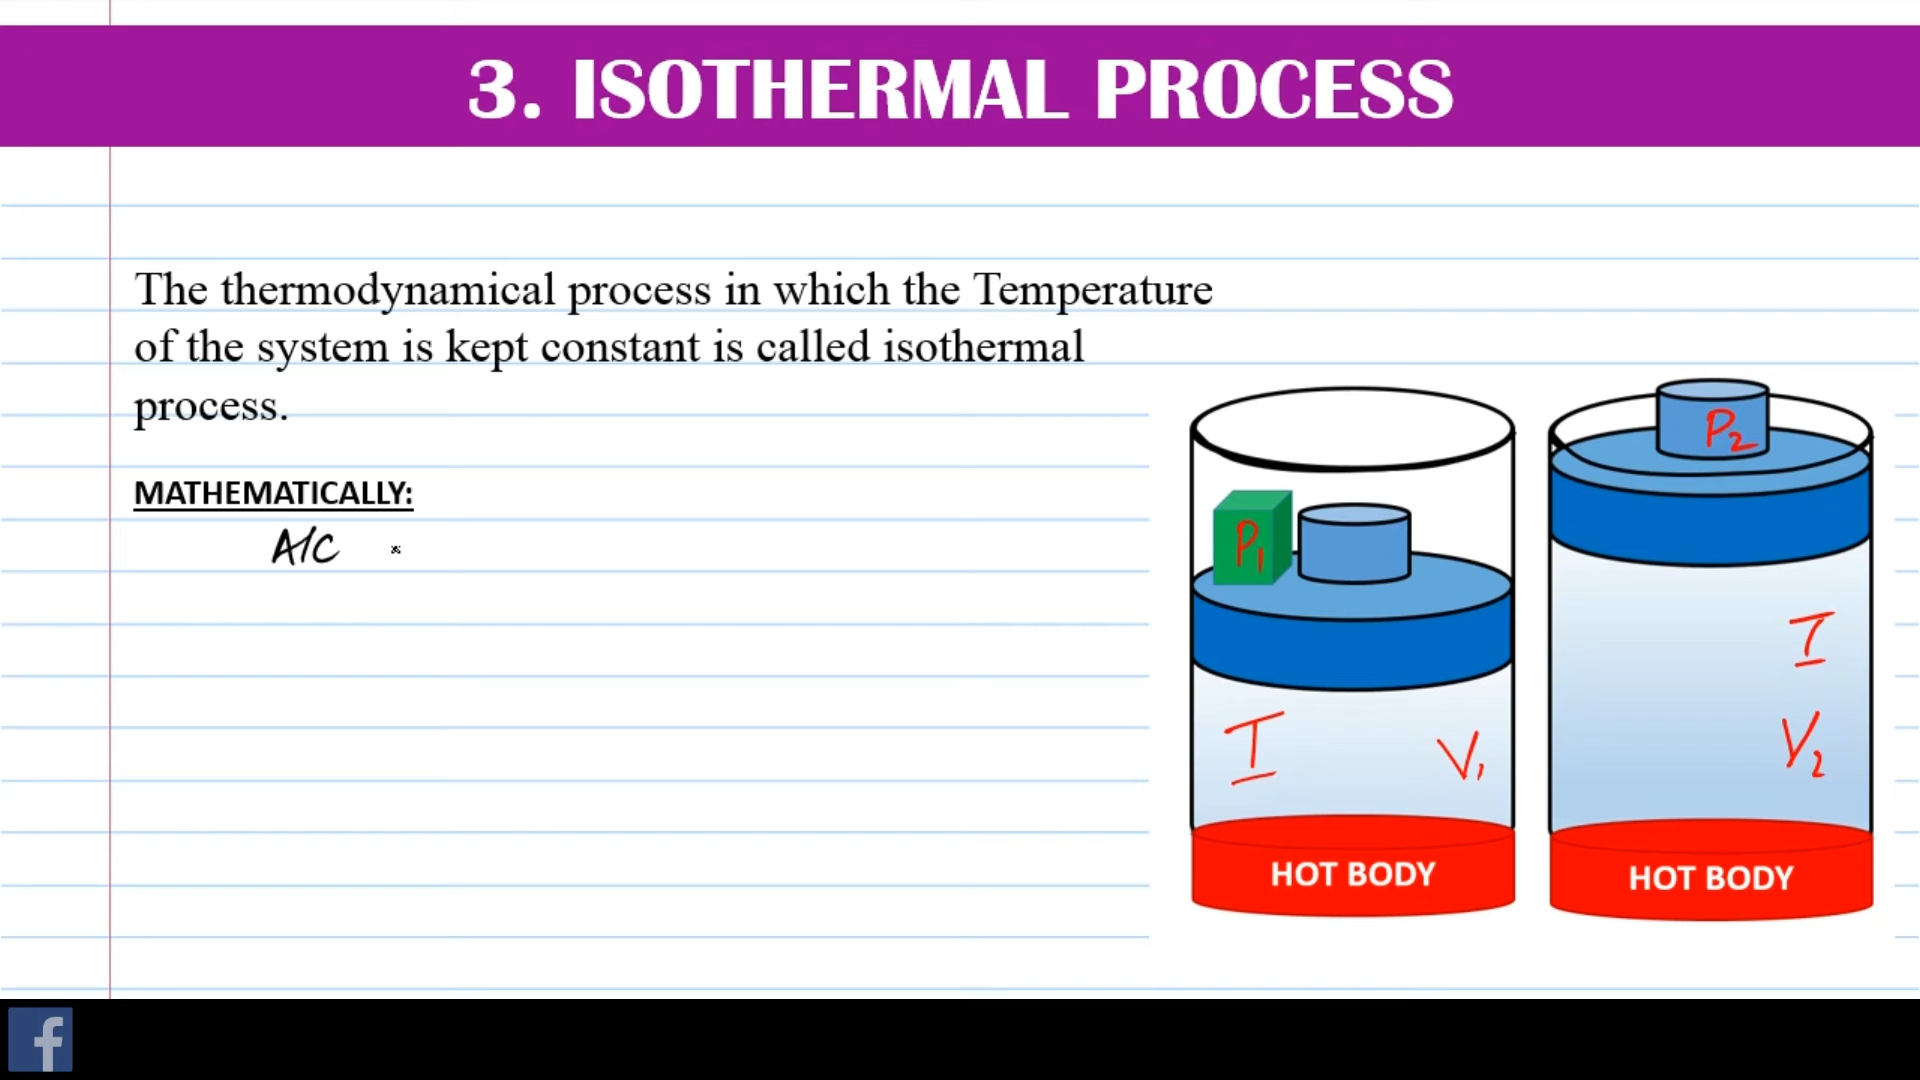 3. ISOTHERMAL PROCESS
The thermodynamical process in which the Temperature
of the system is kept constant is called isothermal
process.
MATHEMATICALLY:
A/C
P1
T
V1
HOT BODY
P2
T
V2
HOT BODY
f